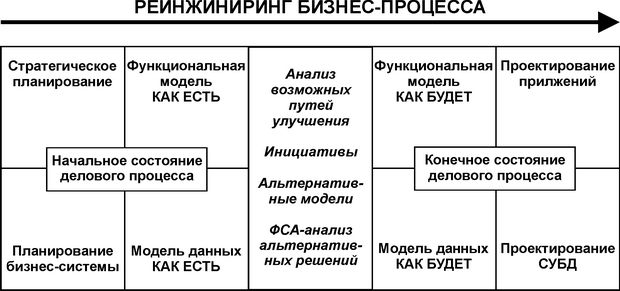 РЕИНЖИНИРИНГ БИЗНЕС-ПРОЦЕССА
Стратегическое
планирование
Функциональная
модель
КАК ЕСТЬ
Начальное состояние
делового процесса
Планирование
бизнес-системы
Модель данных
КАК ЕСТЬ
Анализ
возможных
путей
улучшения
Инициативы
Альтернатив-
ные модели
ФСА-анализ
альтернатив-
ных решений
Функциональная
модель
КАК БУДЕТ
Проектирование
прилжений
Конечное состояние
делового процесса
Модель данных
КАК БУДЕТ
Проектирование
СУБД